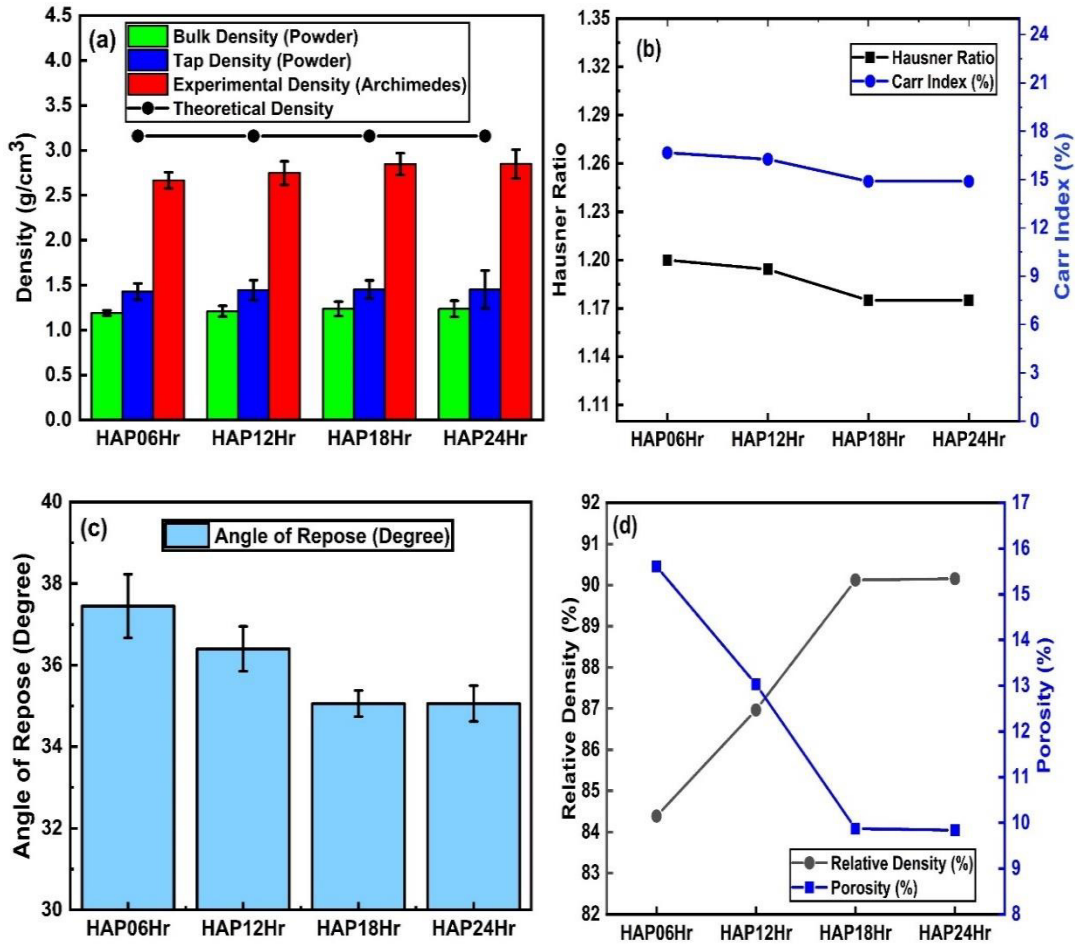 (a)
Bulk Density (Powder)
Tap Density (Powder)
Experimental Density (Archimedes)
Theoretical Density
Density (g/cm³)
4.5
4.0
3.5
3.0
2.5
2.0
1.5
1.0
0.5
0.0
HAP06Hr HAP12Hr HAP18Hr HAP24Hr
(b)
Hausner Ratio
Carr Index (%)
Hausner Ratio
1.35
1.32
1.29
1.26
1.23
1.20
1.17
1.14
1.11
Carr Index (%)
24
21
18
15
12
9
6
3
0
HAP06Hr HAP12Hr HAP18Hr HAP24Hr
(c)
Angle of Repose (Degree)
Angle of Repose (Degree)
40
38
36
34
32
30
HAP06Hr HAP12Hr HAP18Hr HAP24Hr
(d)
Relative Density (%)
92
91
90
89
88
87
86
85
84
83
82
Porosity (%)
17
16
15
14
13
12
11
10
9
8
Relative Density (%)
Porosity (%)
HAP06Hr HAP12Hr HAP18Hr HAP24Hr